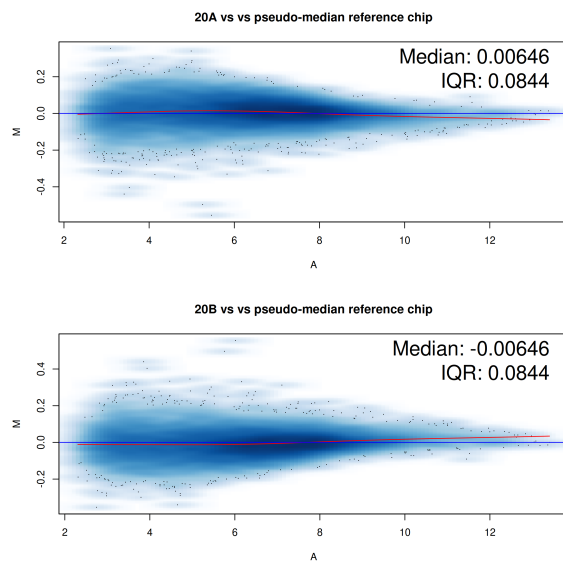 20A vs vs pseudo-median reference chip
Median: 0.00646
IQR: 0.0844
0.2
0.0
-0.2
-0.4
M
2 4 6 8 10 12
A
20B vs vs pseudo-median reference chip
Median: -0.00646
IQR: 0.0844
0.4
0.2
0.0
-0.2
M
2 4 6 8 10 12
A